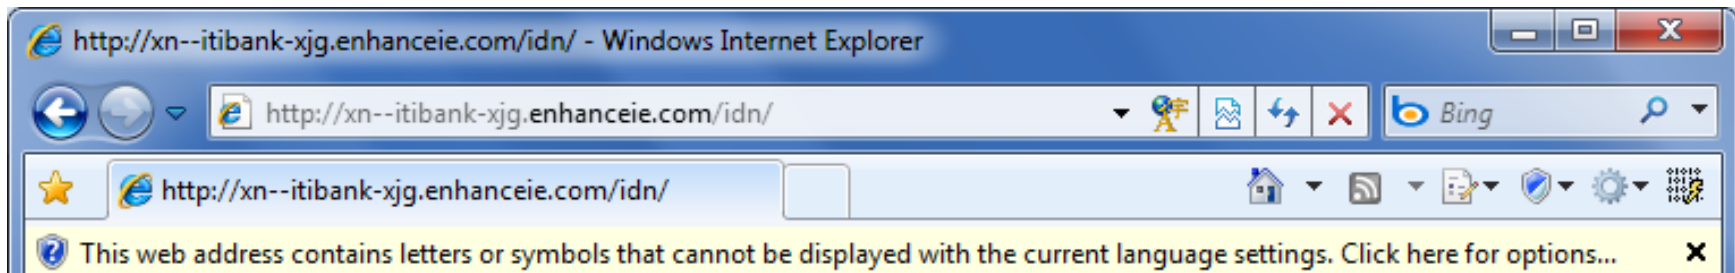 http://xn--itibank-xjg.enhanceie.com/idn/ - Windows Internet Explorer
http://xn--itibank-xjg.enhanceie.com/idn/ Bing
http://xn--itibank-xjg.enhanceie.com/idn/
This web address contains letters or symbols that cannot be displayed with the current language settings. Click here for options...